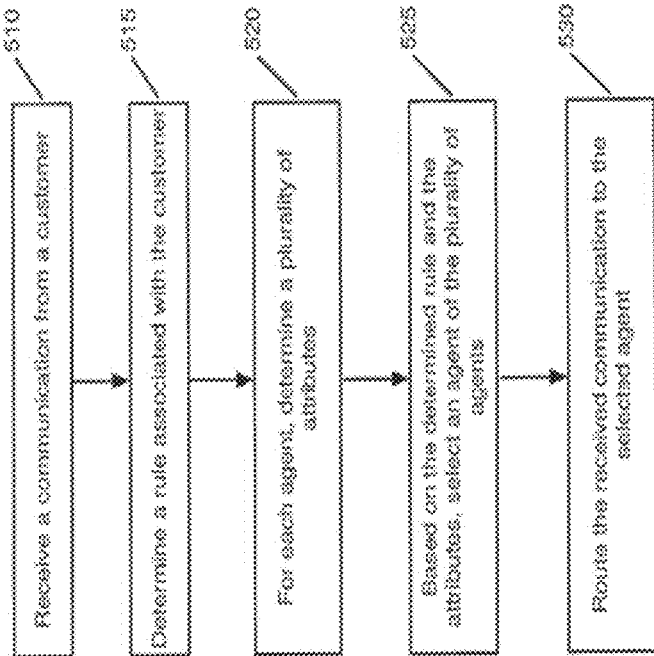 510
Receive a communication from a customer
515
Determine a rule associated with the customer
520
For each agent, determine a plurality of
attributes
525
Based on the determined rule and the
attributes, select an agent of the plurality of
agents
530
Route the received communication to the
selected agent